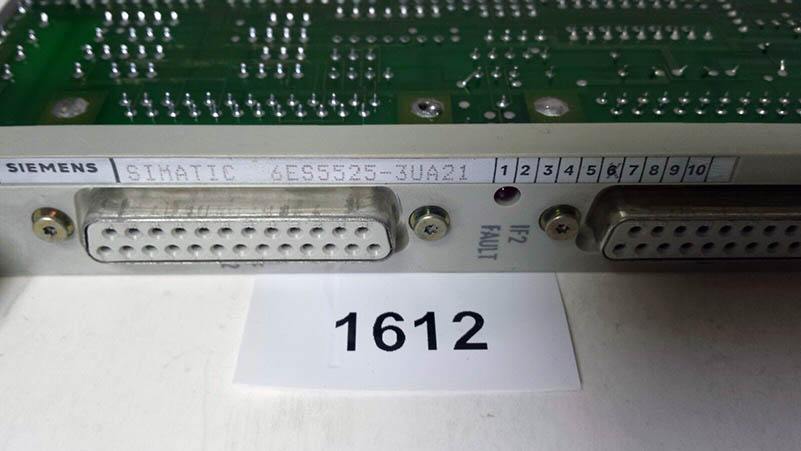 SIEMENS SIMATIC 6ES5525-3UA21 1 2 3 4 5 6 7 8 9 10
IF2
FAULT
1612